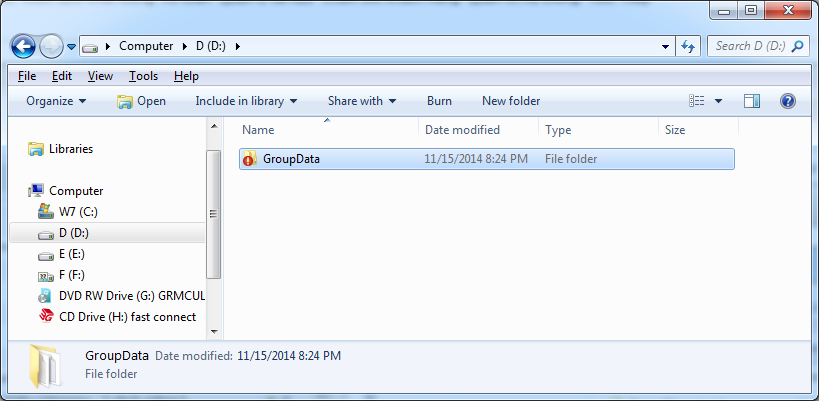 Computer
D (D:)
Search D (D:)
File Edit View Tools Help
Organize Open Include in library Share with Burn New folder
Name Date modified Type Size
GroupData 11/15/2014 8:24 PM File folder
Libraries
Computer
W7 (C:)
D (D:)
E (E:)
F (F:)
DVD RW Drive (G:) GRMCUL
CD Drive (H:) fast connect
GroupData Date modified: 11/15/2014 8:24 PM
File folder